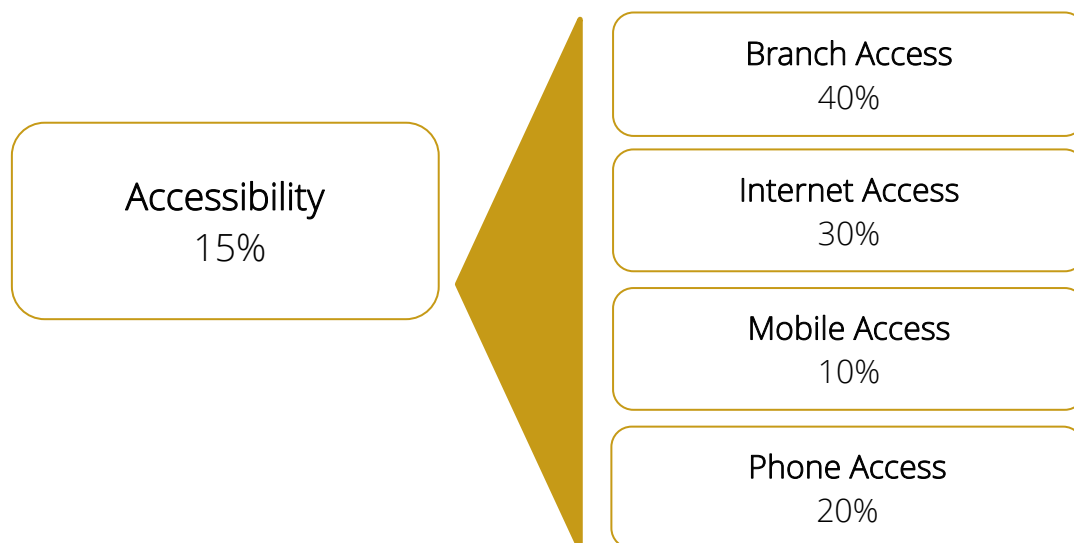 Accessibility
15%
Branch Access
40%
Internet Access
30%
Mobile Access
10%
Phone Access
20%